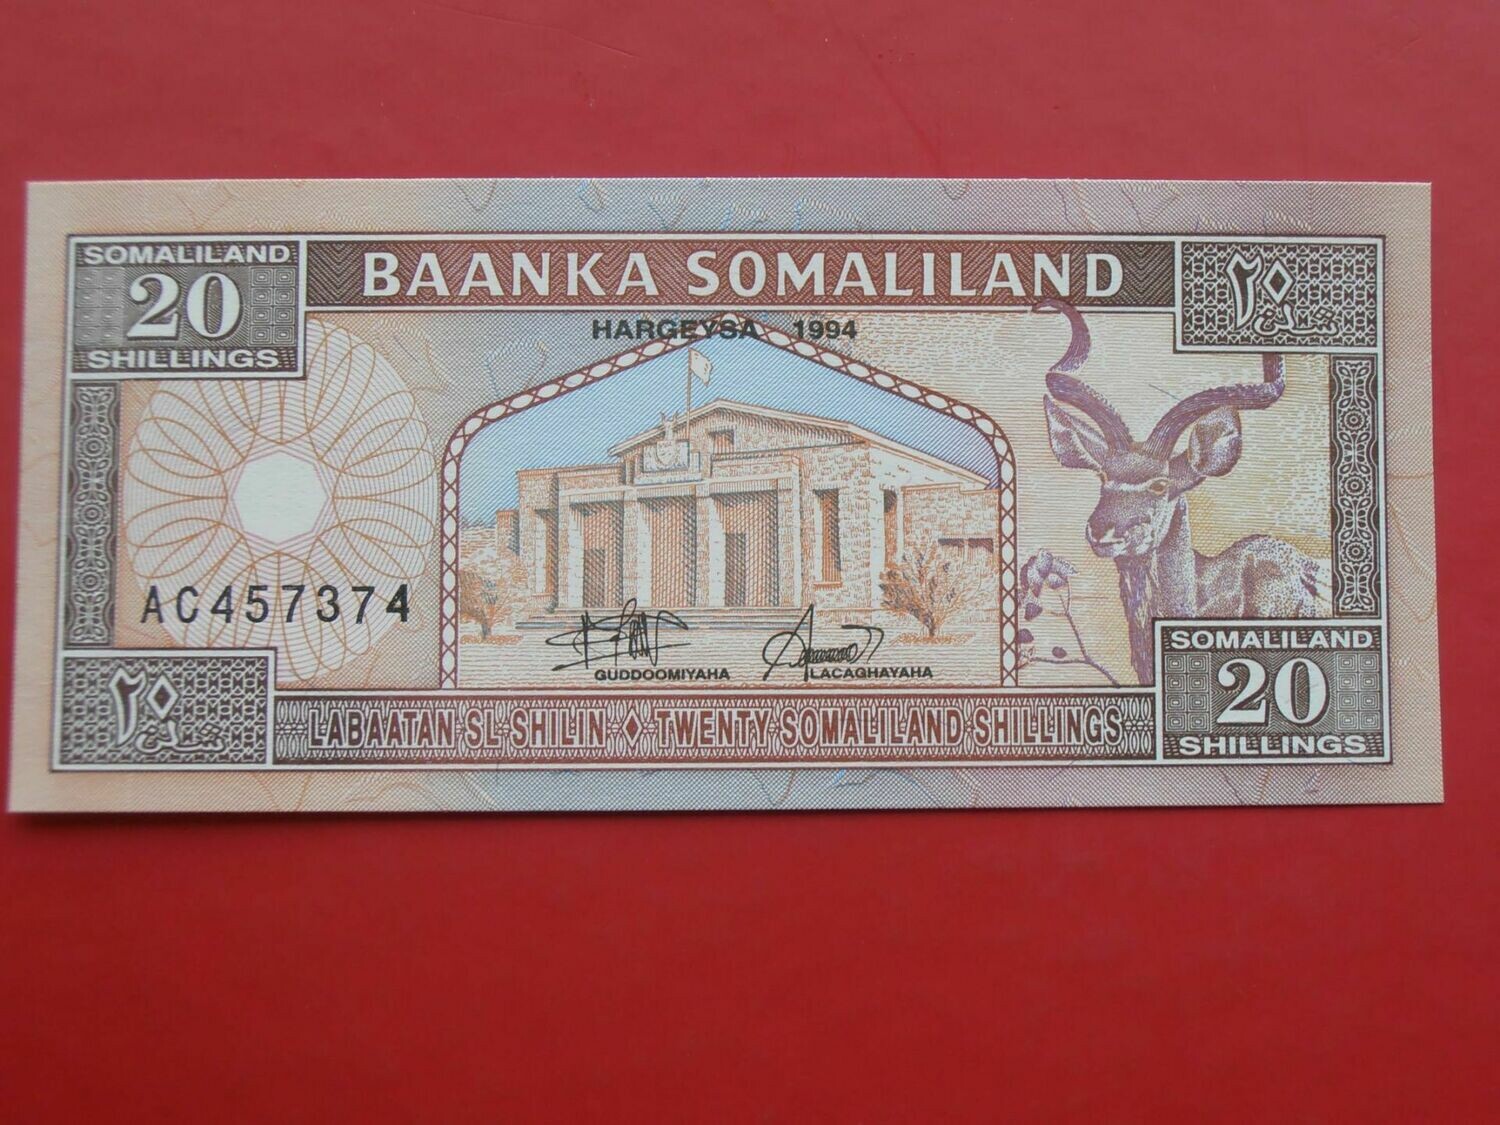 SOMALILAND
20
SHILLINGS
BAANKA SOMALILAND
٢٠
شلن
HARGEYSA 1994
AC457374
GUDDOOMIYAHA
LACAGHAYAHA
٢٠
شلن
LABAATAN SL SHILIN ◊ TWENTY SOMALILAND SHILLINGS
SOMALILAND
20
SHILLINGS